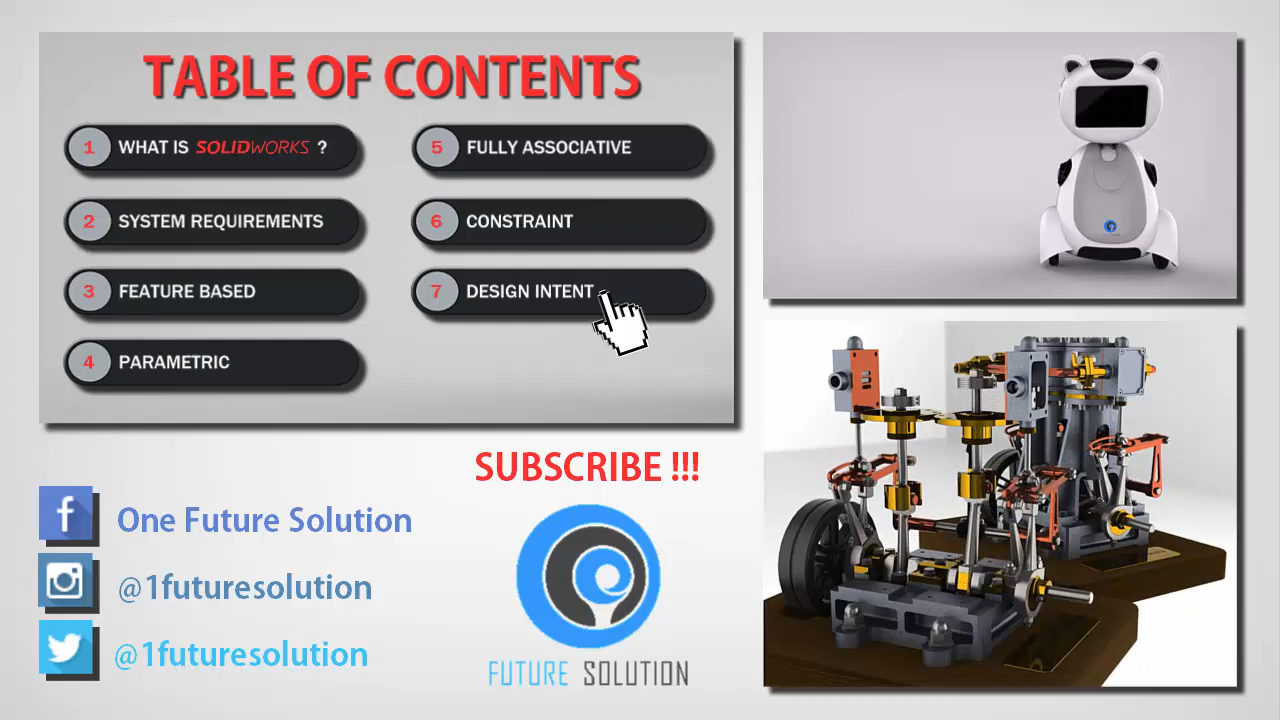 TABLE OF CONTENTS
1 WHAT IS SOLIDWORKS ?
2 SYSTEM REQUIREMENTS
3 FEATURE BASED
4 PARAMETRIC
5 FULLY ASSOCIATIVE
6 CONSTRAINT
7 DESIGN INTENT
SUBSCRIBE !!!
f One Future Solution
@1futuresolution
@1futuresolution
FUTURE SOLUTION